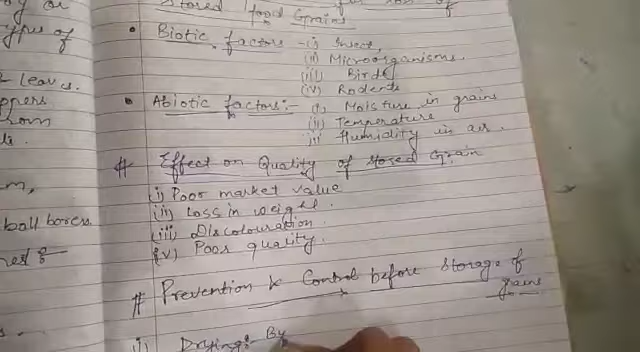 Stored food Grains
• Biotic factors - i) Insect,
ii) Microorganisms.
iii) Birds
iv) Rodents
• Abiotic factors:- i. Moisture in grains
ii) Temperature
iii Humidity in air.
# Effect on Quality of stored Grain
i) Poor market value
ii) Loss in weight.
(iii) Discolouration.
iv) Poor quality.
# Prevention & Control before storage of grains
i) Drying:- By
leaves.
ball borers.